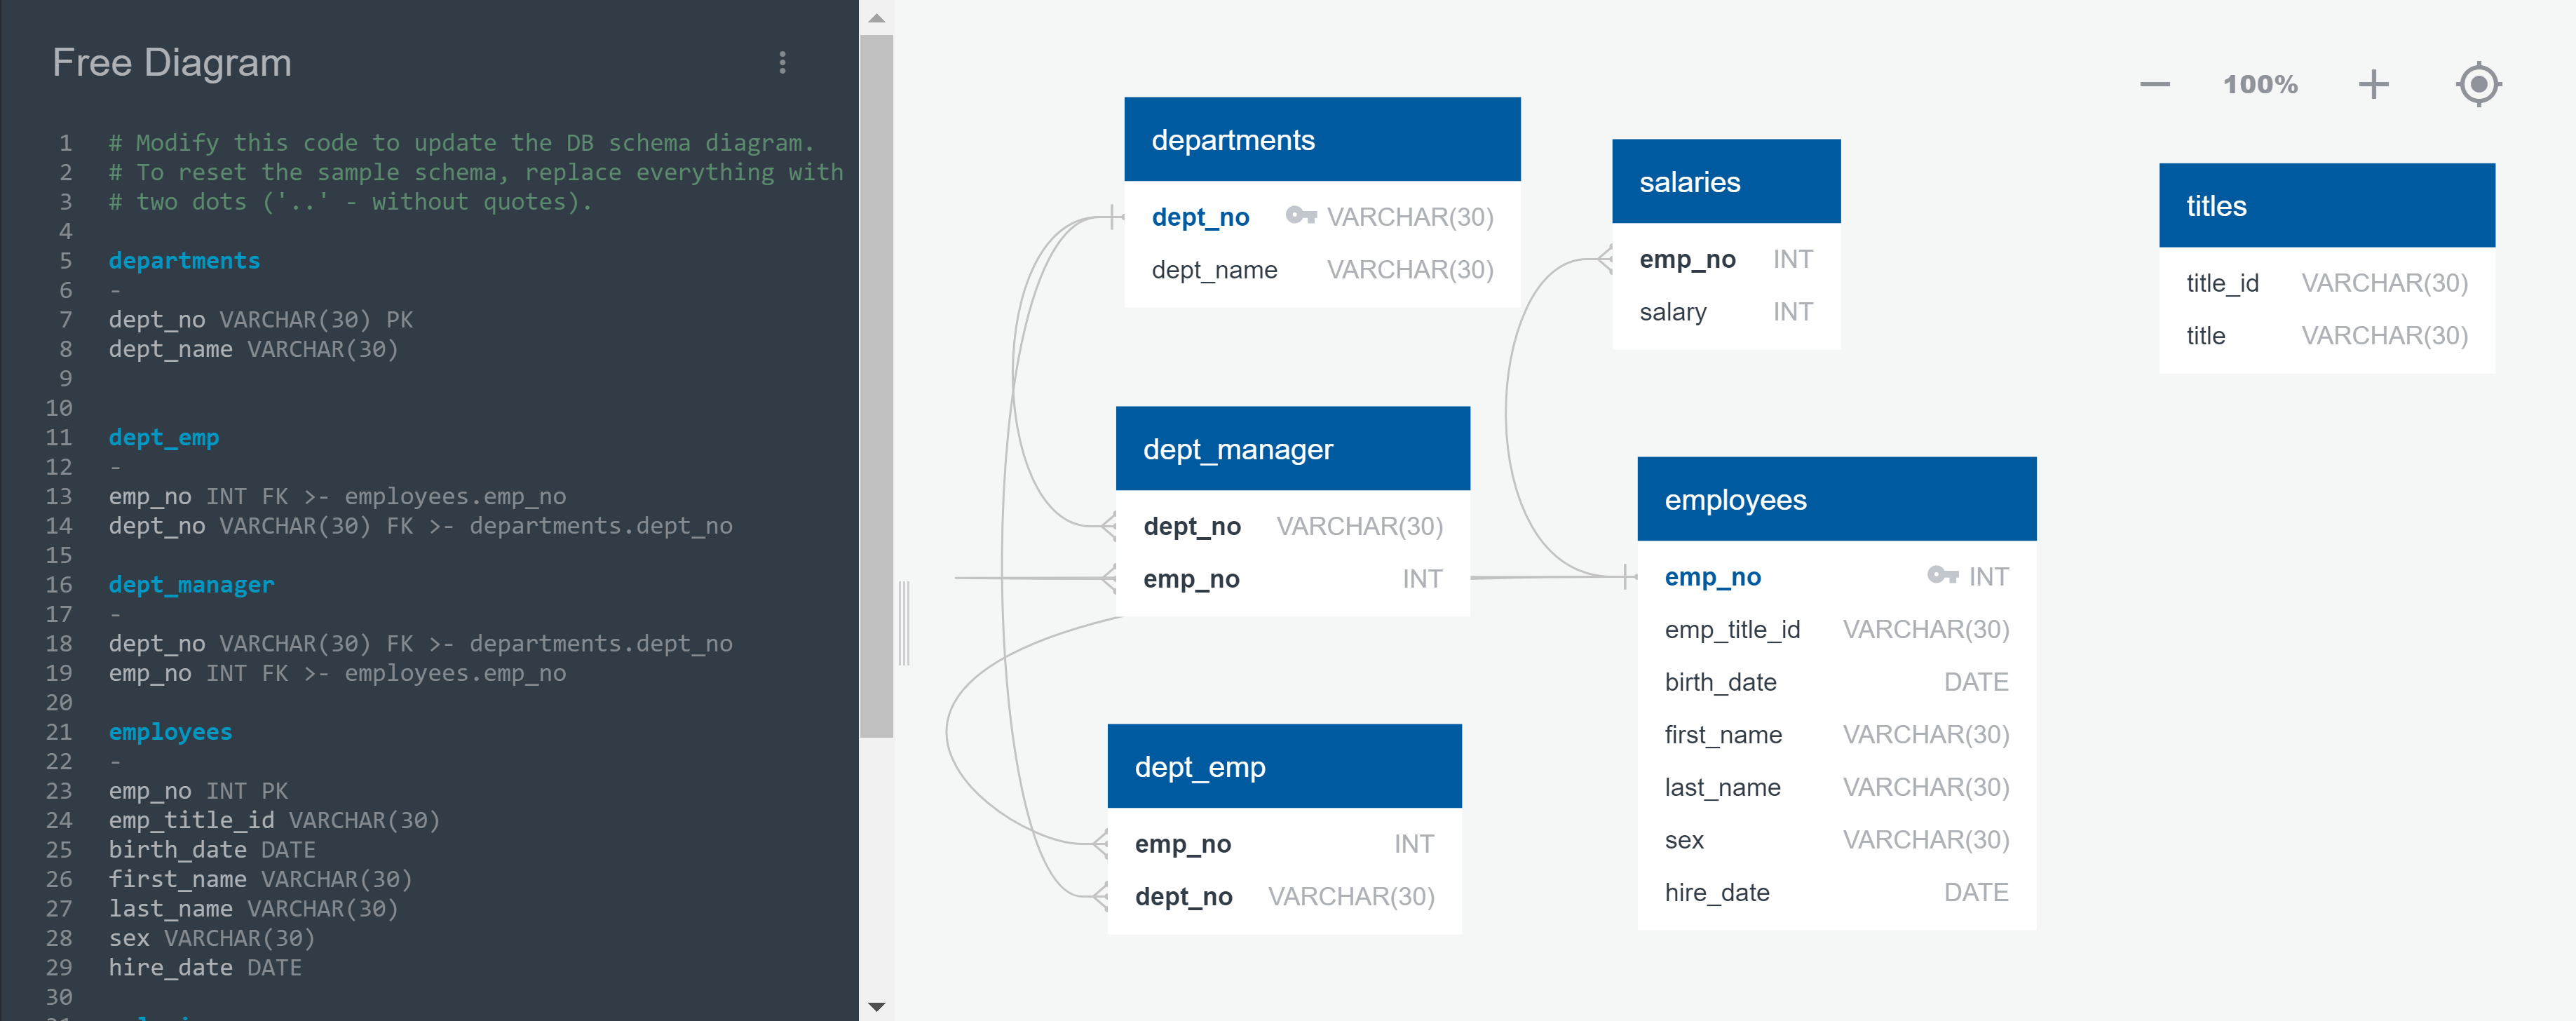 Free Diagram
1 # Modify this code to update the DB schema diagram.
2 # To reset the sample schema, replace everything with
3 # two dots ('..' - without quotes).
4
5 departments
6 -
7 dept_no VARCHAR(30) PK
8 dept_name VARCHAR(30)
9
10
11 dept_emp
12 -
13 emp_no INT FK >- employees.emp_no
14 dept_no VARCHAR(30) FK >- departments.dept_no
15
16 dept_manager
17 -
18 dept_no VARCHAR(30) FK >- departments.dept_no
19 emp_no INT FK >- employees.emp_no
20
21 employees
22 -
23 emp_no INT PK
24 emp_title_id VARCHAR(30)
25 birth_date DATE
26 first_name VARCHAR(30)
27 last_name VARCHAR(30)
28 sex VARCHAR(30)
29 hire_date DATE
30
100%
departments
dept_no VARCHAR(30)
dept_name VARCHAR(30)
salaries
emp_no INT
salary INT
titles
title_id VARCHAR(30)
title VARCHAR(30)
dept_manager
dept_no VARCHAR(30)
emp_no INT
employees
emp_no INT
emp_title_id VARCHAR(30)
birth_date DATE
first_name VARCHAR(30)
last_name VARCHAR(30)
sex VARCHAR(30)
hire_date DATE
dept_emp
emp_no INT
dept_no VARCHAR(30)